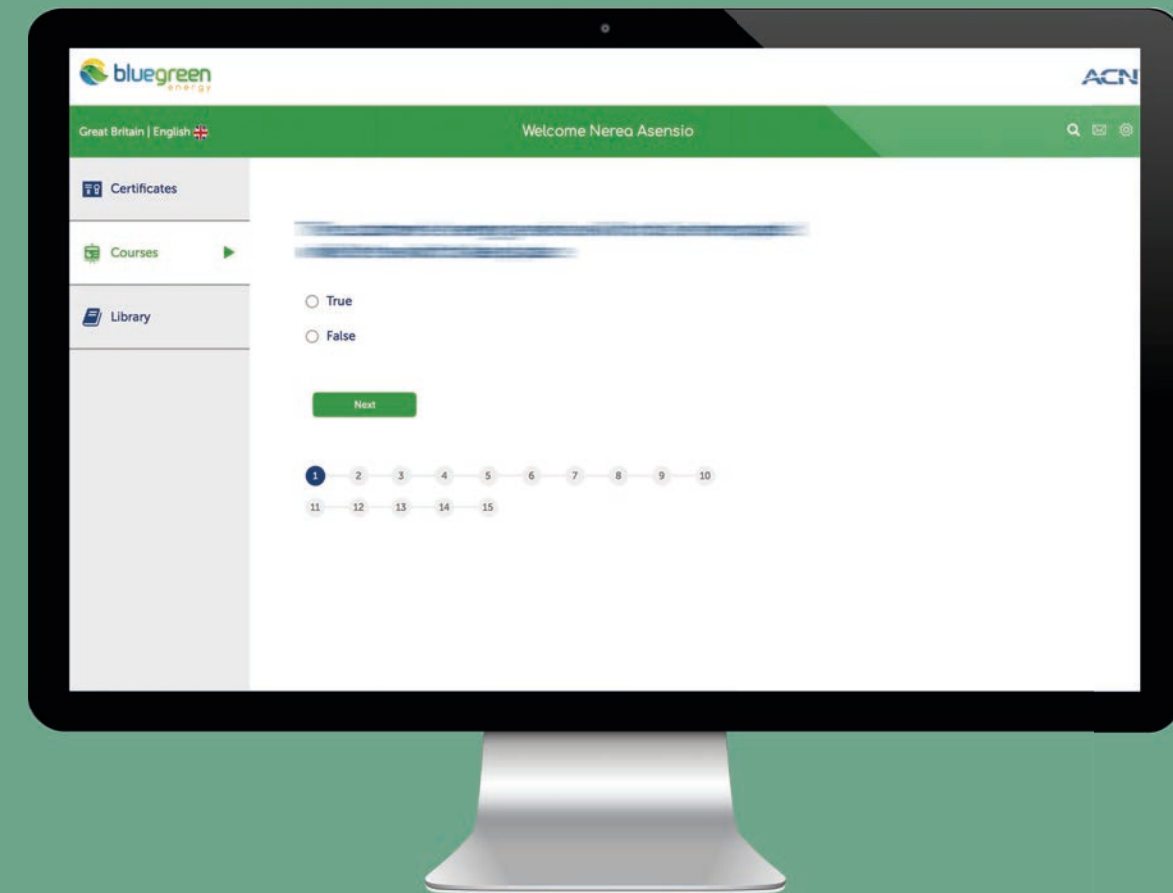 bluegreen
energy
ACN
Great Britain | English
Welcome Nerea Asensio
Certificates
Courses
Library
True
False
Next
1 2 3 4 5 6 7 8 9 10
11 12 13 14 15